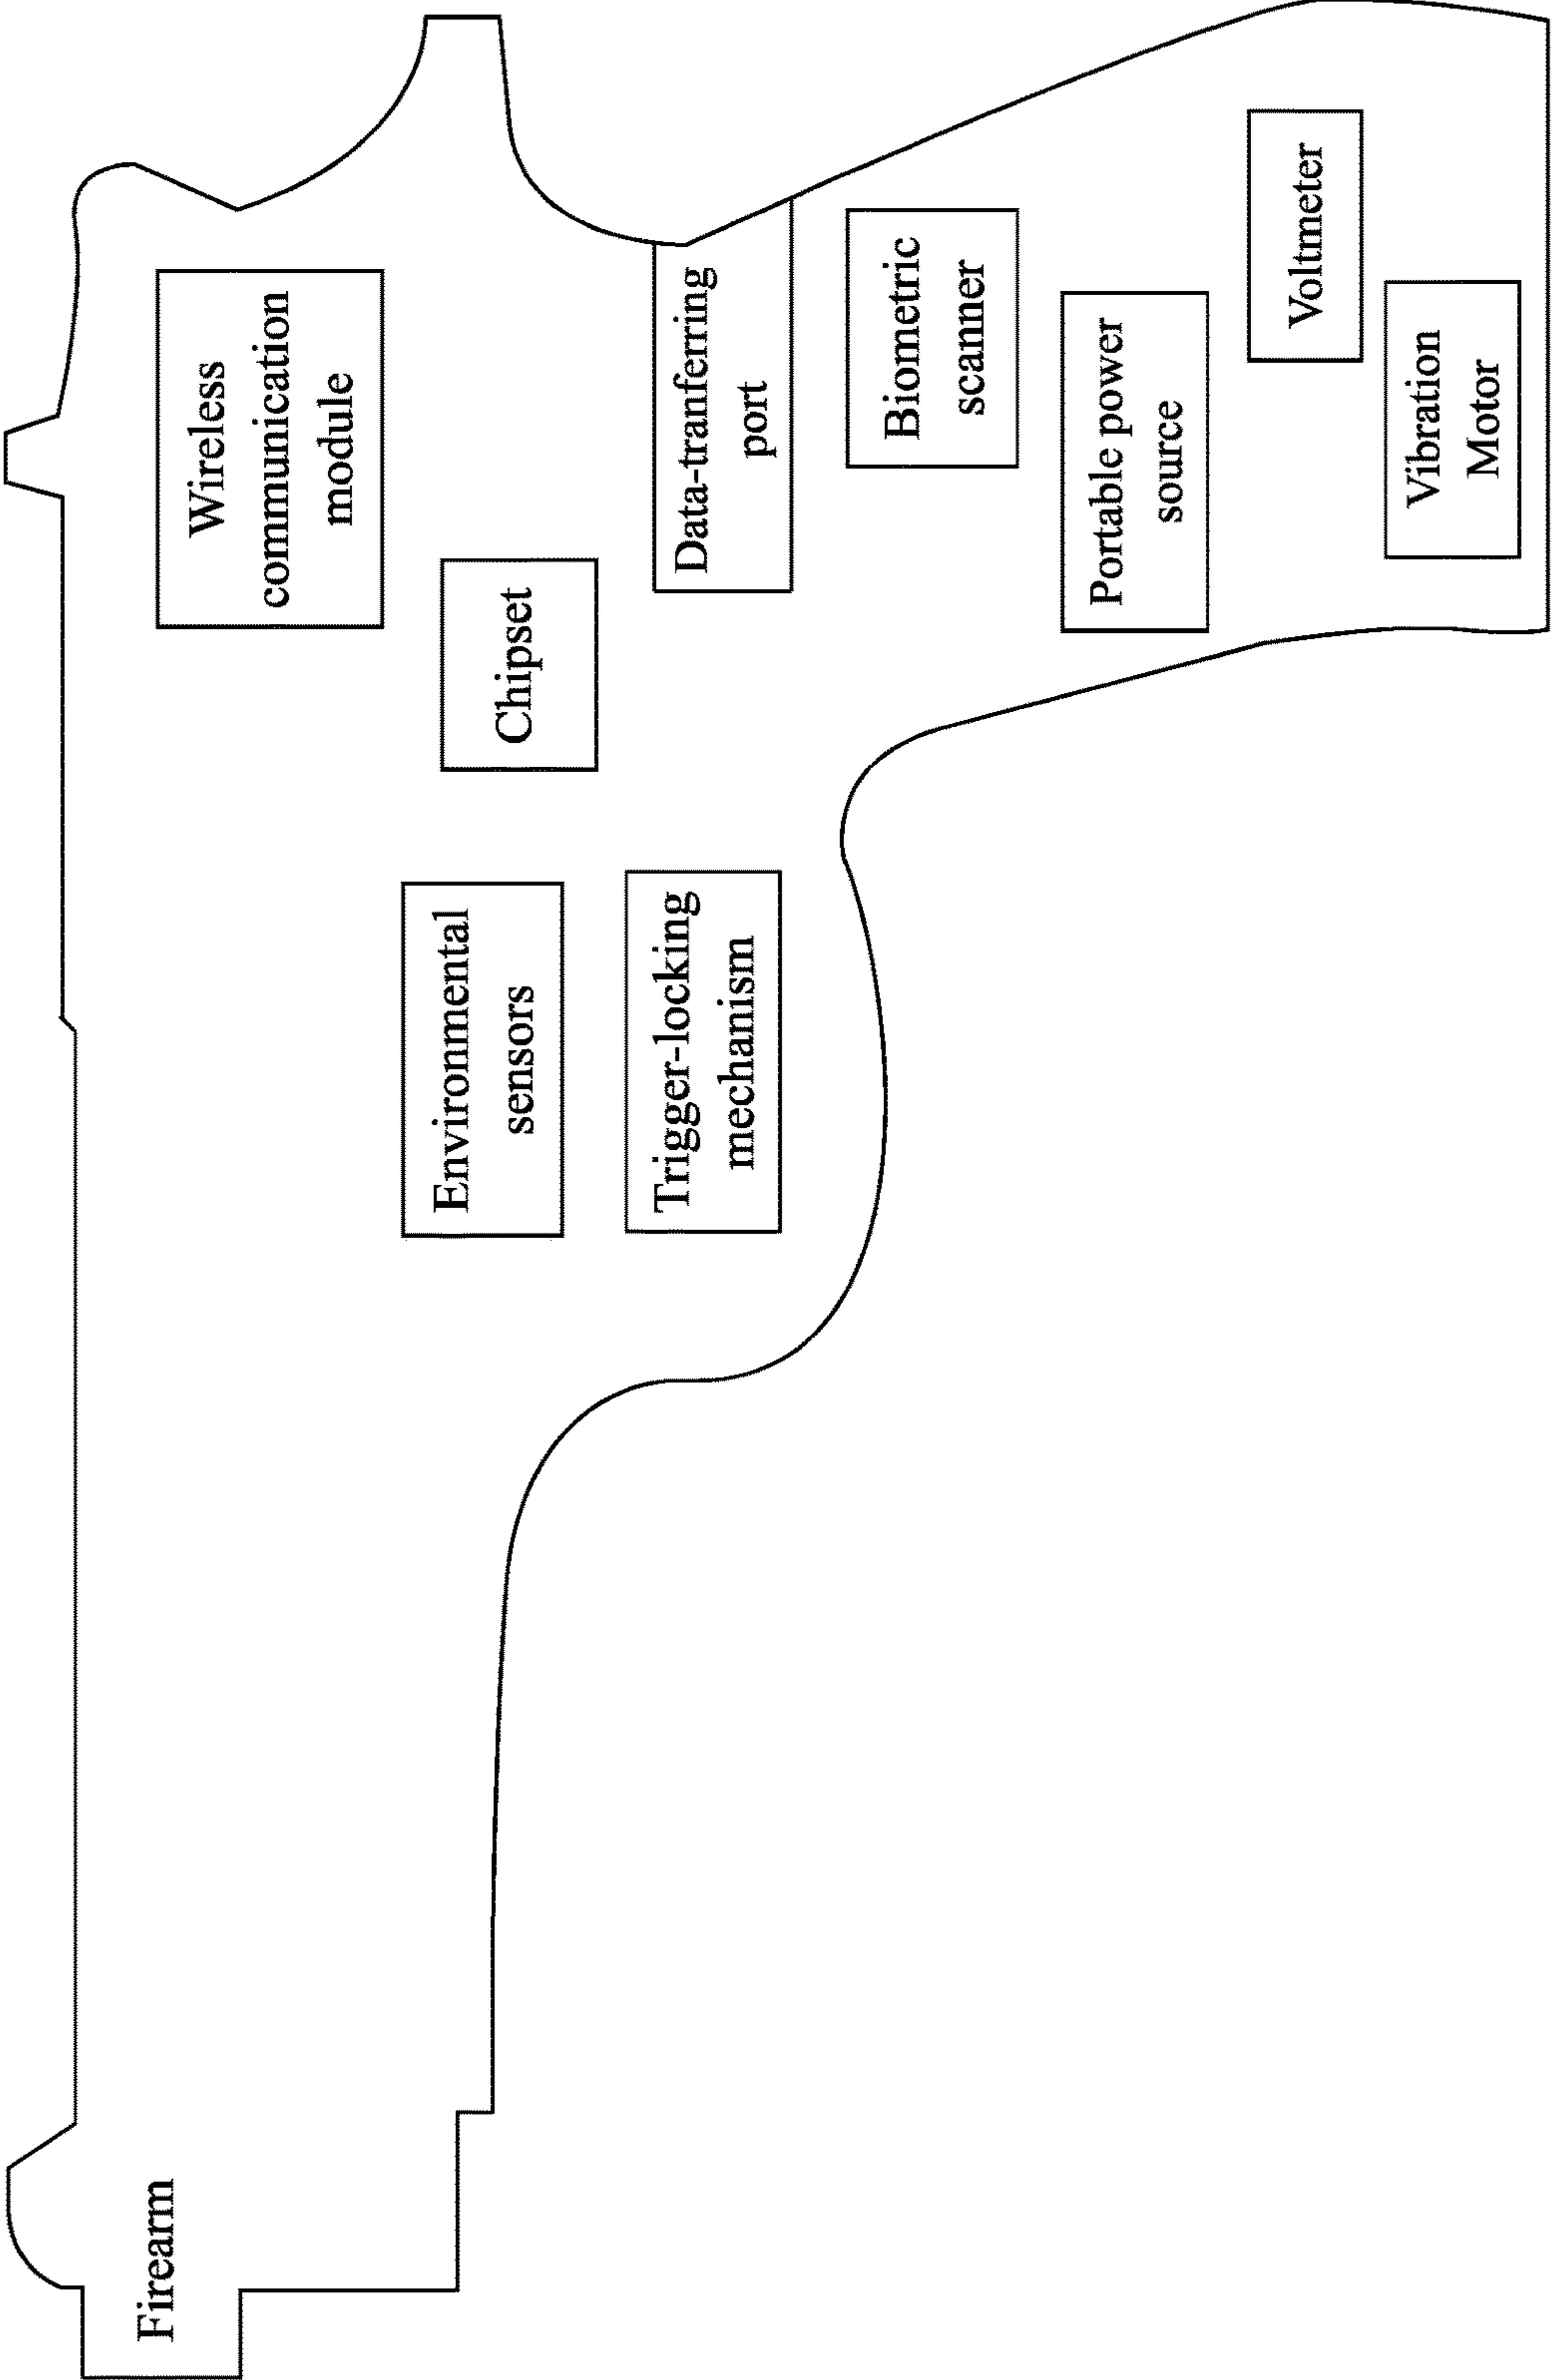 Firearm
Environmental
sensors
Trigger-locking
mechanism
Chipset
Wireless
communication
module
Data-tranferring
port
Biometric
scanner
Portable power
source
Voltmeter
Vibration
Motor